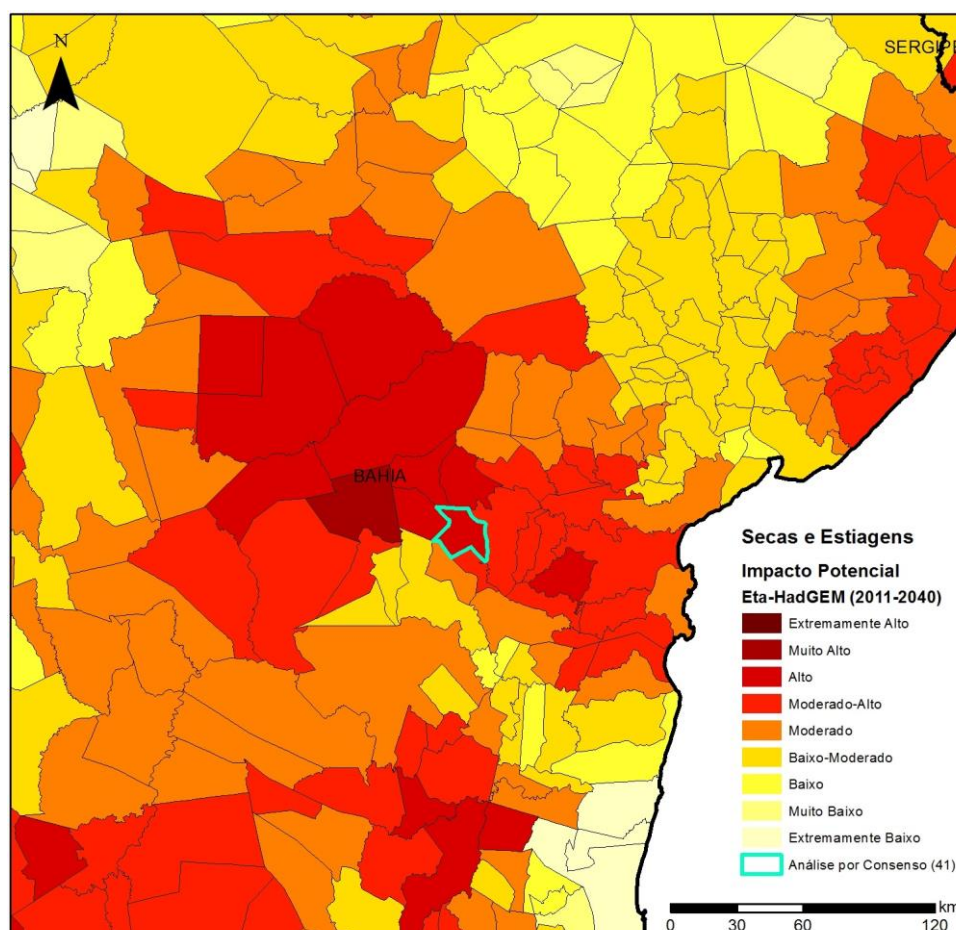 N
SERGIPE
BAHIA
Secas e Estiagens
Impacto Potencial
Eta-HadGEM (2011-2040)
Extremamente Alto
Muito Alto
Alto
Moderado-Alto
Moderado
Baixo-Moderado
Baixo
Muito Baixo
Extremamente Baixo
Análise por Consenso (41)
km
0 30 60 120